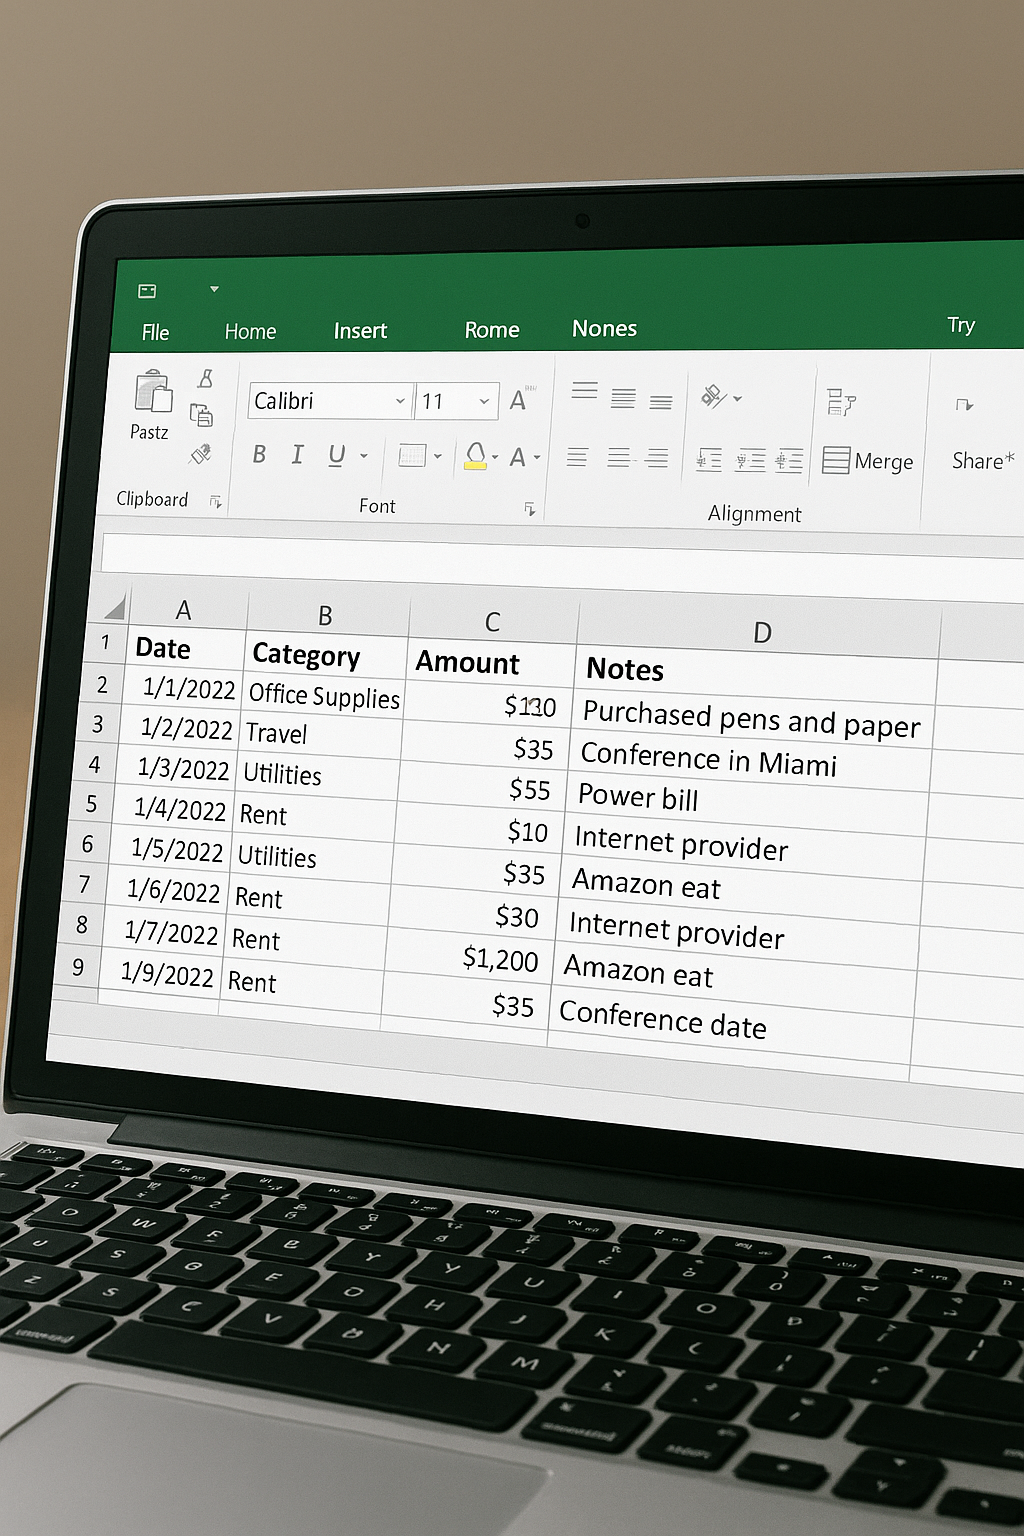 FIle Home Insert Rome Nones Try
Calibri 11 A
Pastz
B I U A Merge Share*
Clipboard Font Alignment
A B C D
1 Date Category Amount Notes
2 1/1/2022 Office Supplies Purchased pens and paper
3 1/2/2022 Travel $35 Conference in Miami
4 1/3/2022 Utilities $55 Power bill
5 1/4/2022 Rent $10 Internet provider
6 1/5/2022 Utilities $35 Amazon eat
7 1/6/2022 Rent $30 Internet provider
8 1/7/2022 Rent $1,200 Amazon eat
9 1/9/2022 Rent $35 Conference date